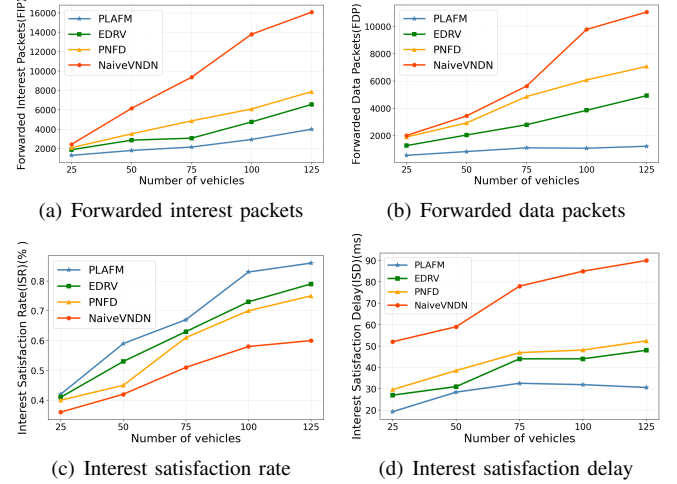 Forwarded Interest Packets(FIP)
16000
14000
12000
10000
8000
6000
4000
2000
PLAFM
EDRV
PNFD
NaiveVNDN
25 50 75 100 125
Number of vehicles
(a) Forwarded interest packets
Forwarded Data Packets(FDP)
10000
8000
6000
4000
2000
PLAFM
EDRV
PNFD
NaiveVNDN
25 50 75 100 125
Number of vehicles
(b) Forwarded data packets
Interest Satisfaction Rate(ISR)(% )
0.8
0.7
0.6
0.5
0.4
PLAFM
EDRV
PNFD
NaiveVNDN
25 50 75 100 125
Number of vehicles
(c) Interest satisfaction rate
Interest Satisfaction Delay(ISD)(ms)
90
80
70
60
50
40
30
20
PLAFM
EDRV
PNFD
NaiveVNDN
25 50 75 100 125
Number of vehicles
(d) Interest satisfaction delay